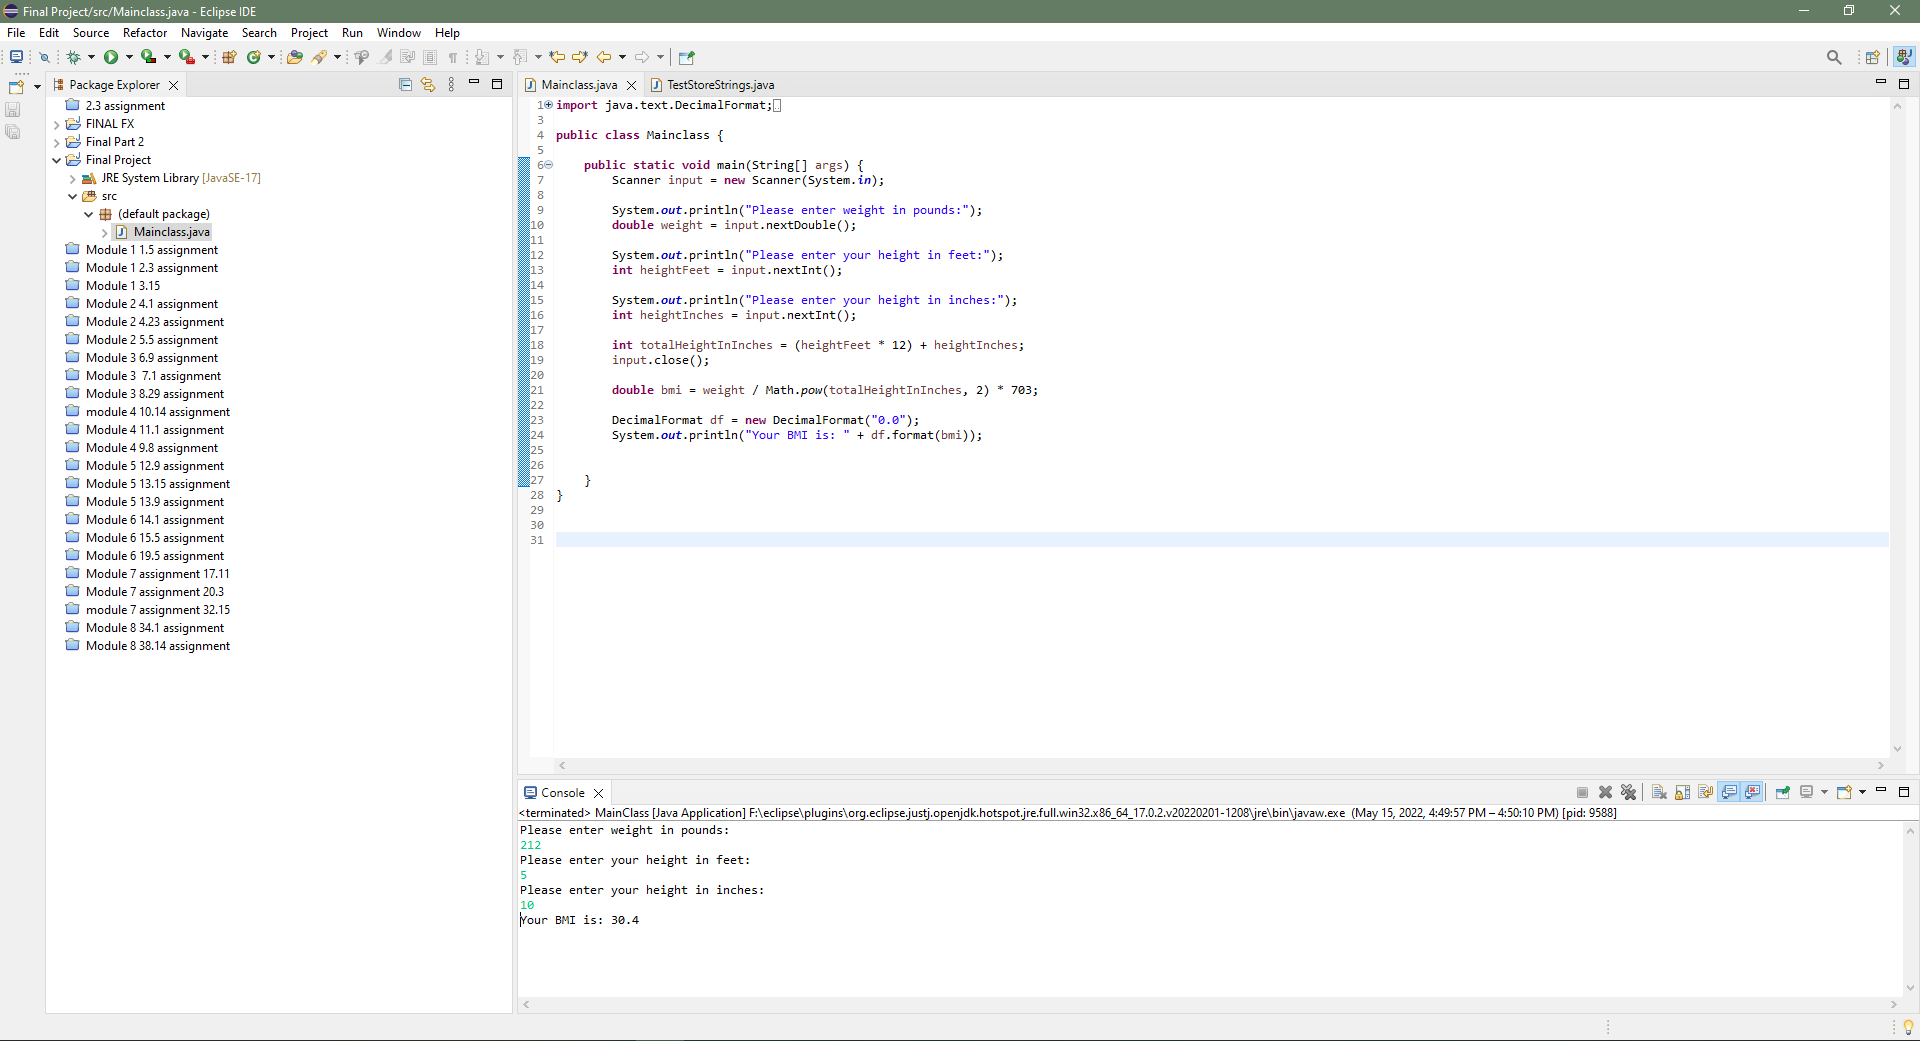 Final Project/src/Mainclass.java - Eclipse IDE
File Edit Source Refactor Navigate Search Project Run Window Help
Package Explorer
2.3 assignment
FINAL FX
Final Part 2
Final Project
JRE System Library [JavaSE-17]
src
(default package)
Mainclass.java
Module 1 1.5 assignment
Module 1 2.3 assignment
Module 1 3.15
Module 2 4.1 assignment
Module 2 4.23 assignment
Module 2 5.5 assignment
Module 3 6.9 assignment
Module 3  7.1 assignment
Module 3 8.29 assignment
module 4 10.14 assignment
Module 4 11.1 assignment
Module 4 9.8 assignment
Module 5 12.9 assignment
Module 5 13.15 assignment
Module 5 13.9 assignment
Module 6 14.1 assignment
Module 6 15.5 assignment
Module 6 19.5 assignment
Module 7 assignment 17.11
Module 7 assignment 20.3
module 7 assignment 32.15
Module 8 34.1 assignment
Module 8 38.14 assignment
Mainclass.java TestStoreStrings.java
1 import java.text.DecimalFormat;
3
4 public class Mainclass {
5
6     public static void main(String[] args) {
7         Scanner input = new Scanner(System.in);
8
9         System.out.println("Please enter weight in pounds:");
10         double weight = input.nextDouble();
11
12         System.out.println("Please enter your height in feet:");
13         int heightFeet = input.nextInt();
14
15         System.out.println("Please enter your height in inches:");
16         int heightInches = input.nextInt();
17
18         int totalHeightInInches = (heightFeet * 12) + heightInches;
19         input.close();
20
21         double bmi = weight / Math.pow(totalHeightInInches, 2) * 703;
22
23         DecimalFormat df = new DecimalFormat("0.0");
24         System.out.println("Your BMI is: " + df.format(bmi));
25
26
27     }
28 }
29
30
31
Console
<terminated> MainClass [Java Application] F:\eclipse\plugins\org.eclipse.justj.openjdk.hotspot.jre.full.win32.x86_64_17.0.2.v20220201-1208\jre\bin\javaw.exe (May 15, 2022, 4:49:57 PM – 4:50:10 PM) [pid: 9588]
Please enter weight in pounds:
212
Please enter your height in feet:
5
Please enter your height in inches:
10
Your BMI is: 30.4